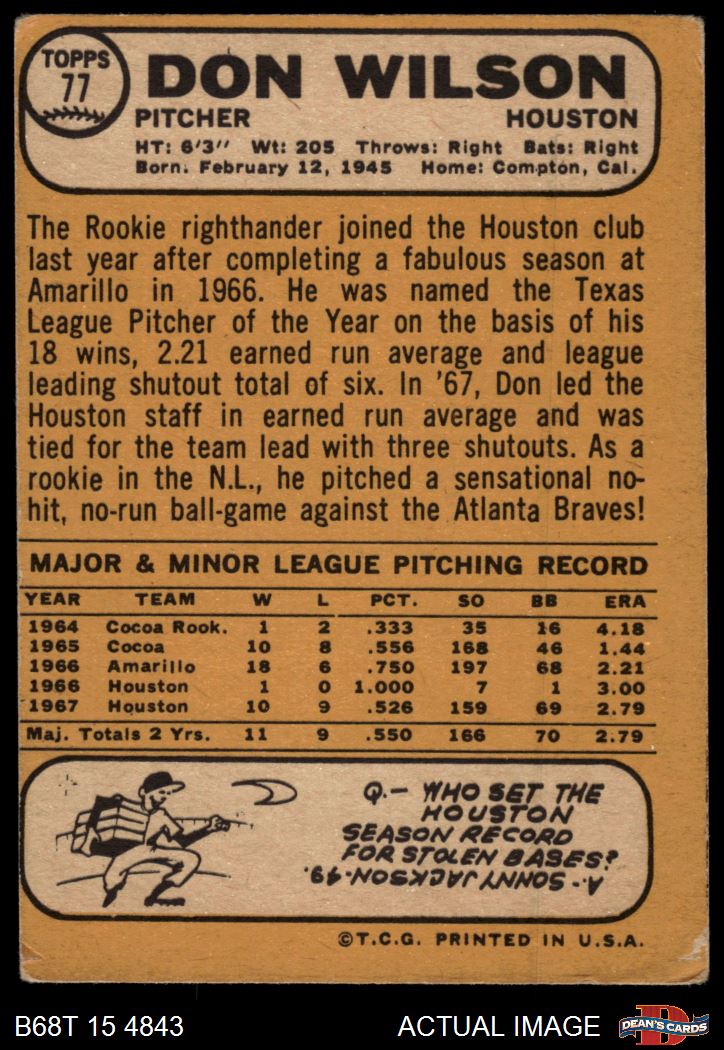 TOPPS
77
DON WILSON
PITCHER HOUSTON
HT: 6'3" Wt: 205 Throws: Right Bats: Right
Born: February 12, 1945 Home: Compton, Cal.
The Rookie righthander joined the Houston club
last year after completing a fabulous season at
Amarillo in 1966. He was named the Texas
League Pitcher of the Year on the basis of his
18 wins, 2.21 earned run average and league
leading shutout total of six. In '67, Don led the
Houston staff in earned run average and was
tied for the team lead with three shutouts. As a
rookie in the N.L., he pitched a sensational no-
hit, no-run ball-game against the Atlanta Braves!
MAJOR & MINOR LEAGUE PITCHING RECORD
YEAR TEAM W L PCT. SO BB ERA
1964 Cocoa Rook. 1 2 .333 35 16 4.18
1965 Cocoa 10 8 .556 168 46 1.44
1966 Amarillo 18 6 .750 197 68 2.21
1966 Houston 1 0 1.000 7 1 3.00
1967 Houston 10 9 .526 159 69 2.79
Maj. Totals 2 Yrs. 11 9 .550 166 70 2.79
Q.- WHO SET THE
HOUSTON
SEASON RECORD
FOR STOLEN BASES?
A.- SONNY JACKSON-49.
©T.C.G. PRINTED IN U.S.A.
B68T 15 4843 ACTUAL IMAGE
D
DEAN'S CARDS